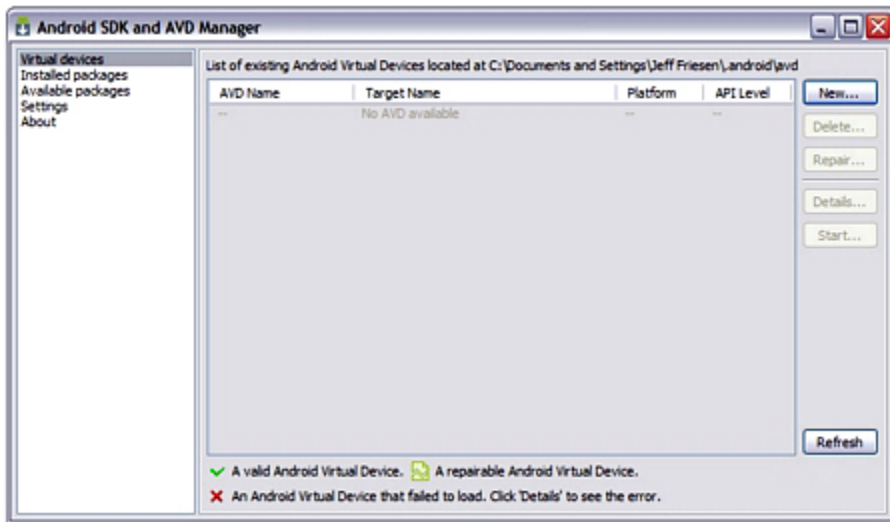 Android SDK and AVD Manager
Virtual devices
Installed packages
Available packages
Settings
About
List of existing Android Virtual Devices located at C:\Documents and Settings\Jeff Friesen\.android\avd
AVD Name Target Name Platform API Level
-- No AVD available -- --
New...
Delete...
Repair...
Details...
Start...
Refresh
A valid Android Virtual Device. A repairable Android Virtual Device.
An Android Virtual Device that failed to load. Click 'Details' to see the error.